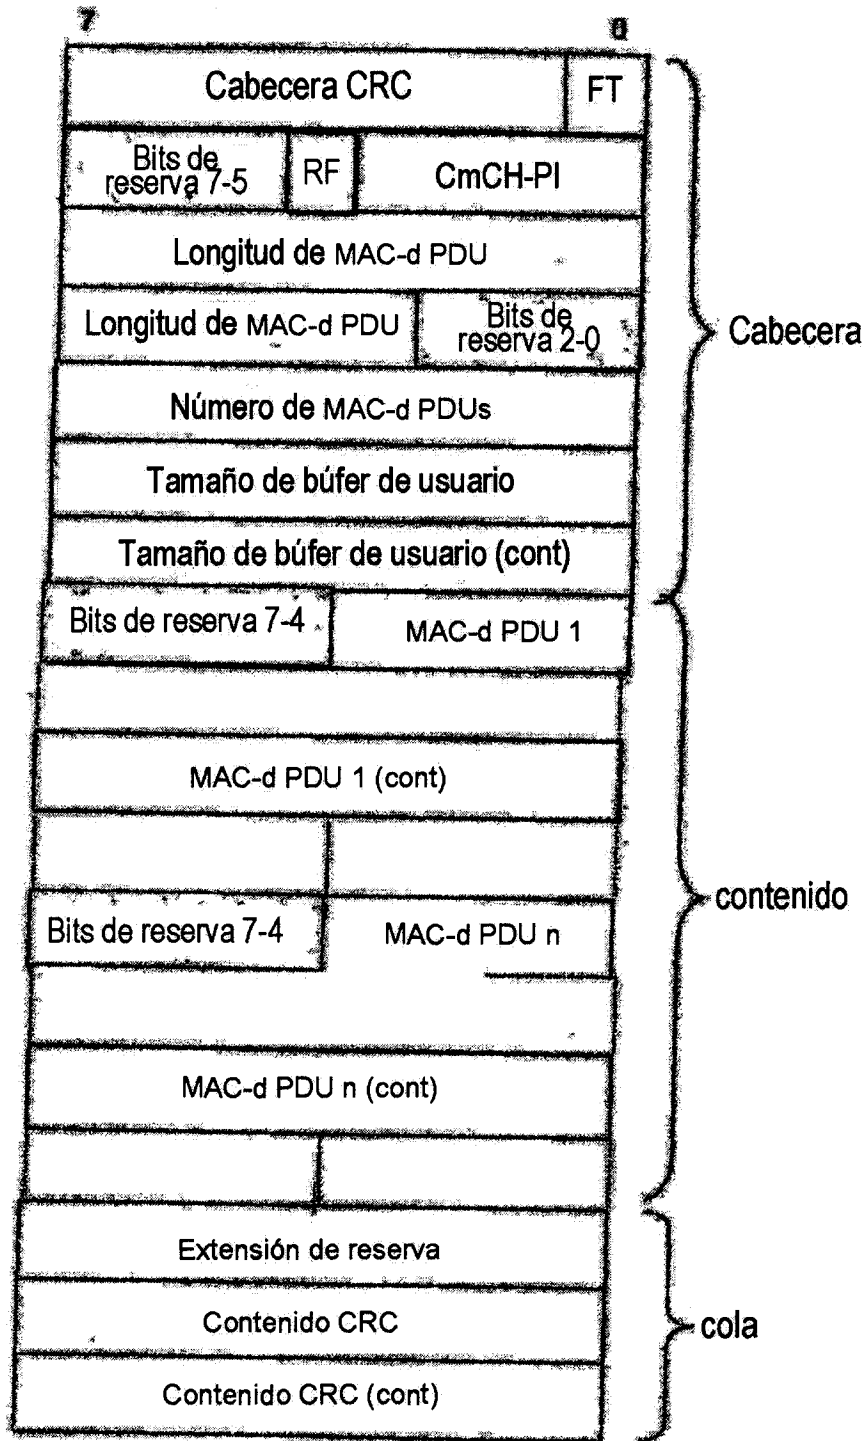 7 0
Cabecera CRC FT
Bits de
reserva 7-5 RF CmCH-PI
Longitud de MAC-d PDU
Longitud de MAC-d PDU Bits de
reserva 2-0
Cabecera
Número de MAC-d PDUs
Tamaño de búfer de usuario
Tamaño de búfer de usuario (cont)
Bits de reserva 7-4 MAC-d PDU 1
MAC-d PDU 1 (cont)
contenido
Bits de reserva 7-4 MAC-d PDU n
MAC-d PDU n (cont)
Extensión de reserva
Contenido CRC
cola
Contenido CRC (cont)